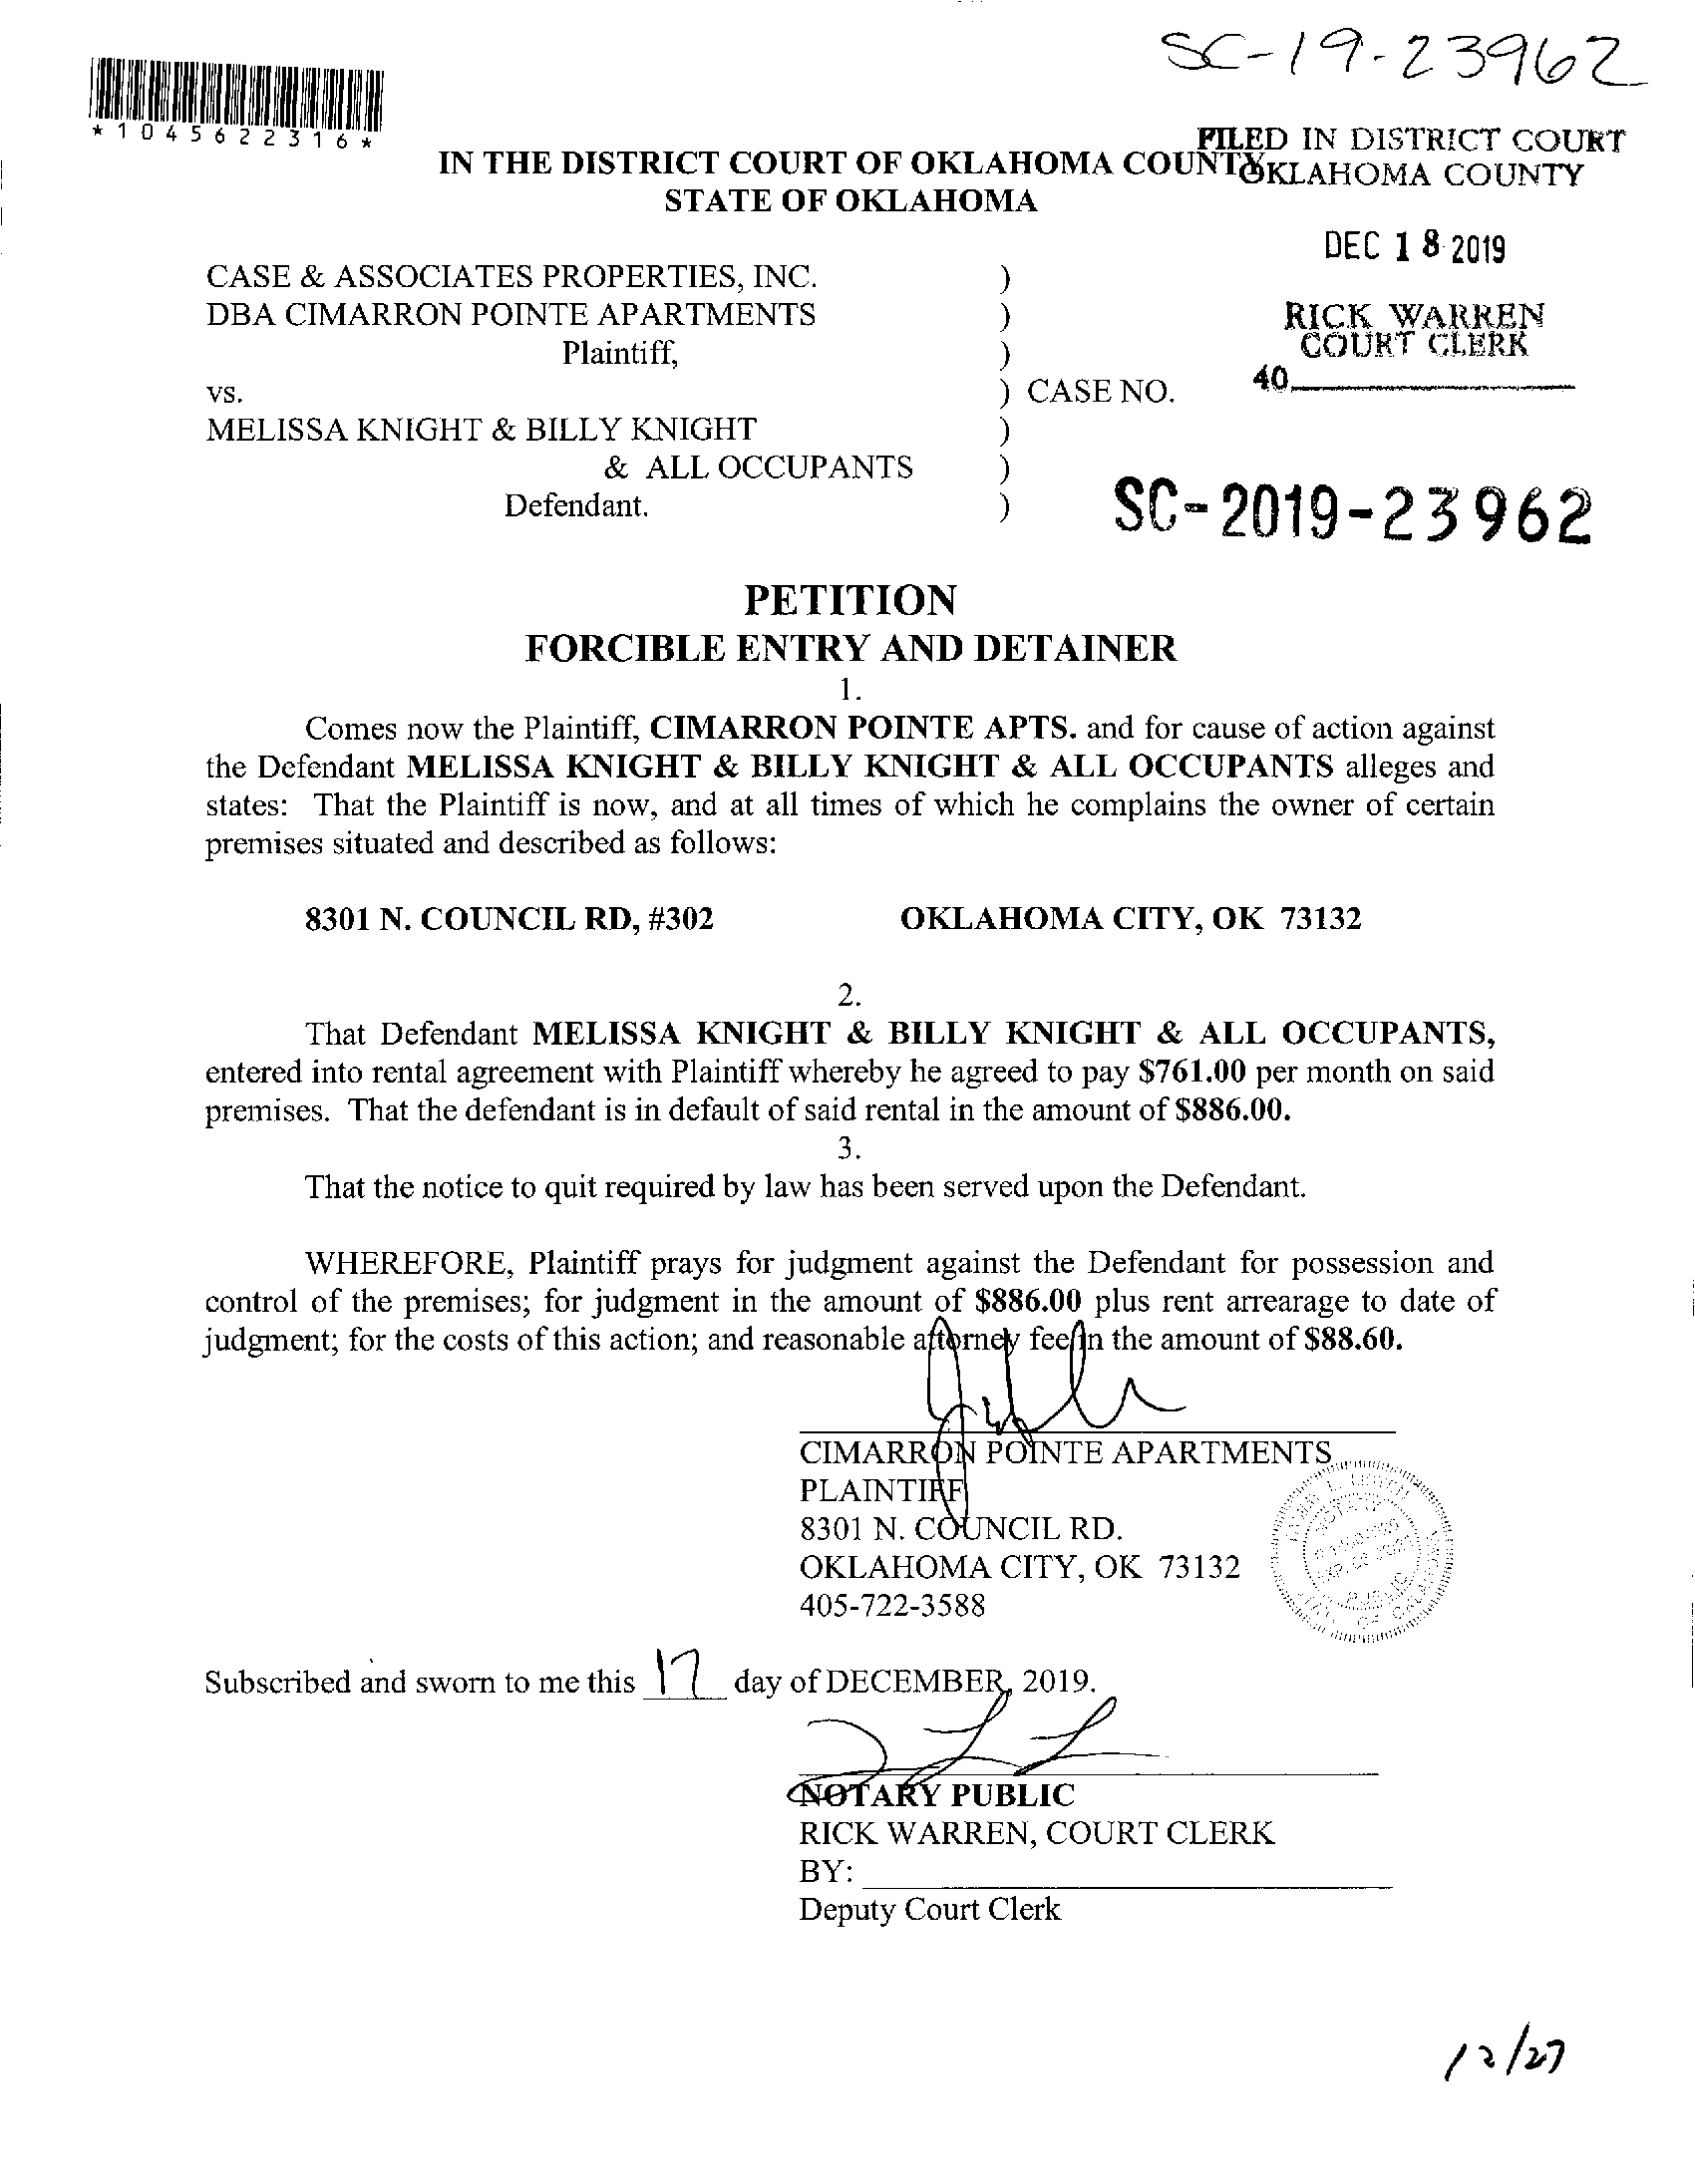 SC-19-23962
*1045622316*
FILED IN DISTRICT COURT
OKLAHOMA COUNTY
IN THE DISTRICT COURT OF OKLAHOMA COUNTY
STATE OF OKLAHOMA
DEC 18 2019
CASE & ASSOCIATES PROPERTIES, INC. )
DBA CIMARRON POINTE APARTMENTS )
RICK WARREN
COURT CLERK
Plaintiff, )
40
vs. ) CASE NO.
MELISSA KNIGHT & BILLY KNIGHT )
& ALL OCCUPANTS )
Defendant. )
SC-2019-23962
PETITION
FORCIBLE ENTRY AND DETAINER
1.
Comes now the Plaintiff, CIMARRON POINTE APTS. and for cause of action against
the Defendant MELISSA KNIGHT & BILLY KNIGHT & ALL OCCUPANTS alleges and
states: That the Plaintiff is now, and at all times of which he complains the owner of certain
premises situated and described as follows:
8301 N. COUNCIL RD, #302 OKLAHOMA CITY, OK 73132
2.
That Defendant MELISSA KNIGHT & BILLY KNIGHT & ALL OCCUPANTS,
entered into rental agreement with Plaintiff whereby he agreed to pay $761.00 per month on said
premises. That the defendant is in default of said rental in the amount of $886.00.
3.
That the notice to quit required by law has been served upon the Defendant.
WHEREFORE, Plaintiff prays for judgment against the Defendant for possession and
control of the premises; for judgment in the amount of $886.00 plus rent arrearage to date of
judgment; for the costs of this action; and reasonable attorney fee in the amount of $88.60.
CIMARRON POINTE APARTMENTS
PLAINTIFF
8301 N. COUNCIL RD.
OKLAHOMA CITY, OK 73132
405-722-3588
NOTARY
PUBLIC
OF OKLAHOMA
Subscribed and sworn to me this 17 day of DECEMBER, 2019.
NOTARY PUBLIC
RICK WARREN, COURT CLERK
BY:
Deputy Court Clerk
12/27